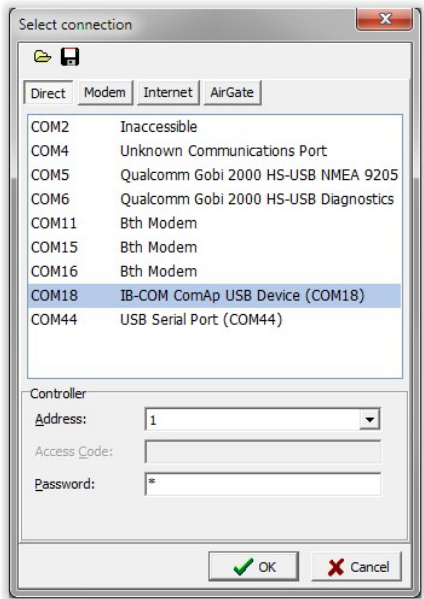 Select connection
Direct Modem Internet AirGate
COM2 Inaccessible
COM4 Unknown Communications Port
COM5 Qualcomm Gobi 2000 HS-USB NMEA 9205
COM6 Qualcomm Gobi 2000 HS-USB Diagnostics
COM11 Bth Modem
COM15 Bth Modem
COM16 Bth Modem
COM18 IB-COM ComAp USB Device (COM18)
COM44 USB Serial Port (COM44)
Controller
Address: 1
Access Code:
Password: *
OK Cancel